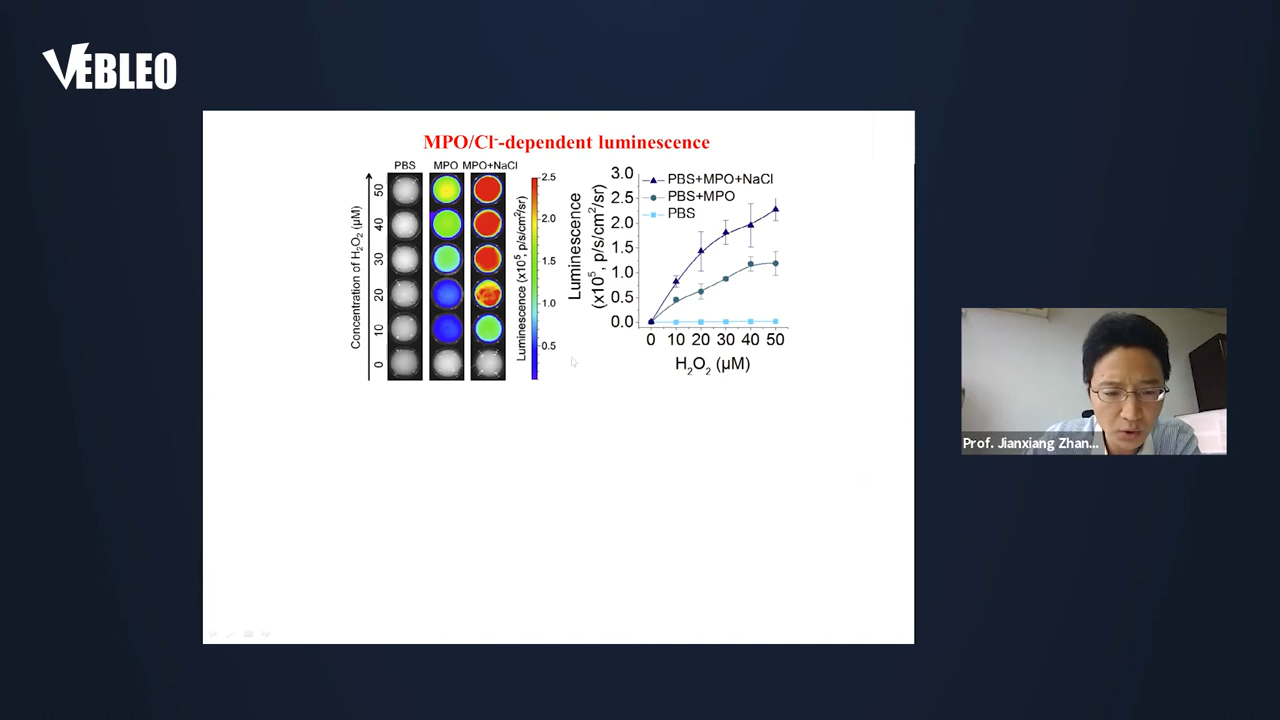 VEBLEO
MPO/Cl⁻-dependent luminescence
PBS MPO MPO+NaCl
Concentration of H₂O₂ (µM)
50
40
30
20
10
0
2.5
2.0
1.5
1.0
0.5
Luminescence (x10⁵, p/s/cm²/sr)
Luminescence
(x10⁵, p/s/cm²/sr)
3.0
2.5
2.0
1.5
1.0
0.5
0.0
PBS+MPO+NaCl
PBS+MPO
PBS
0 10 20 30 40 50
H₂O₂ (µM)
Prof. Jianxiang Zhan...